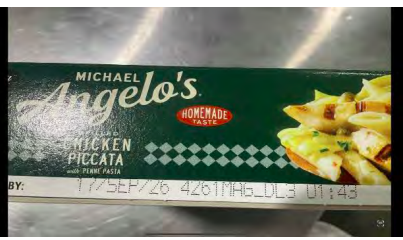 MICHAEL
Angelo's
HOMEMADE
TASTE
CHICKEN
PICCATA
with PENNE PASTA
BY:
17/SEP/26 4261MAG_DL3 01:43